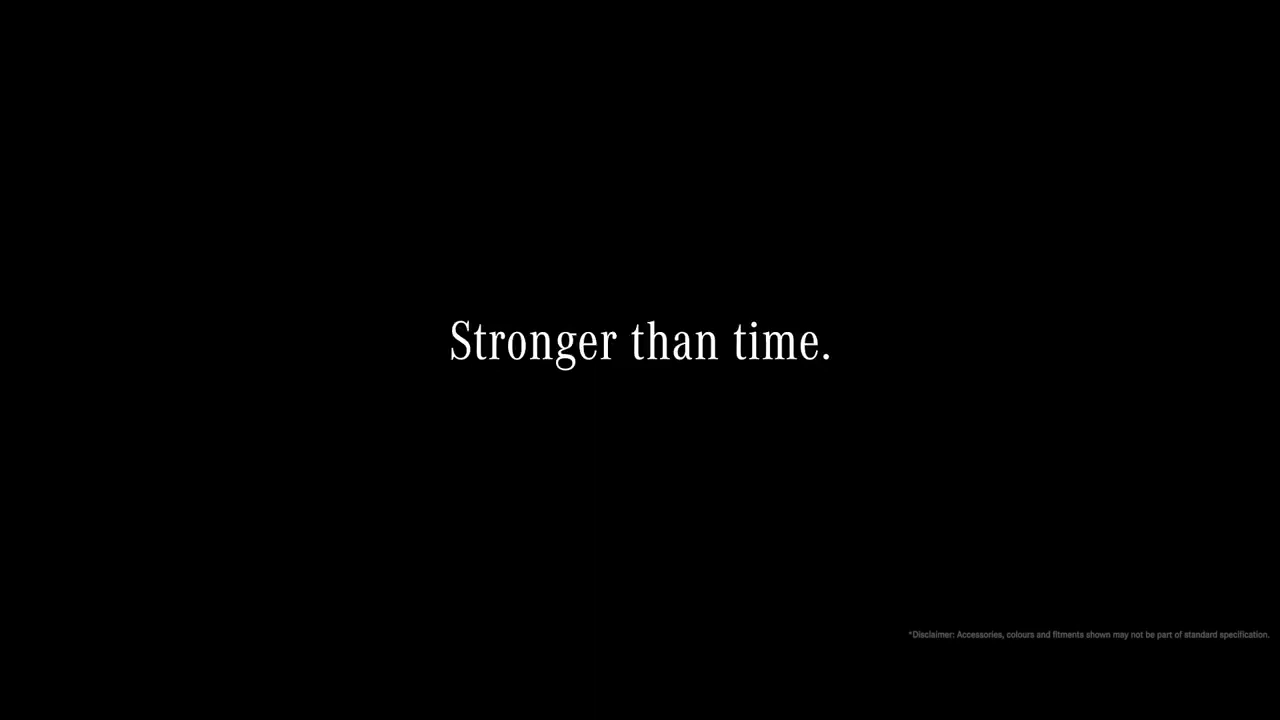 Stronger than time.
*Disclaimer: Accessories, colours and fitments shown may not be part of standard specification.